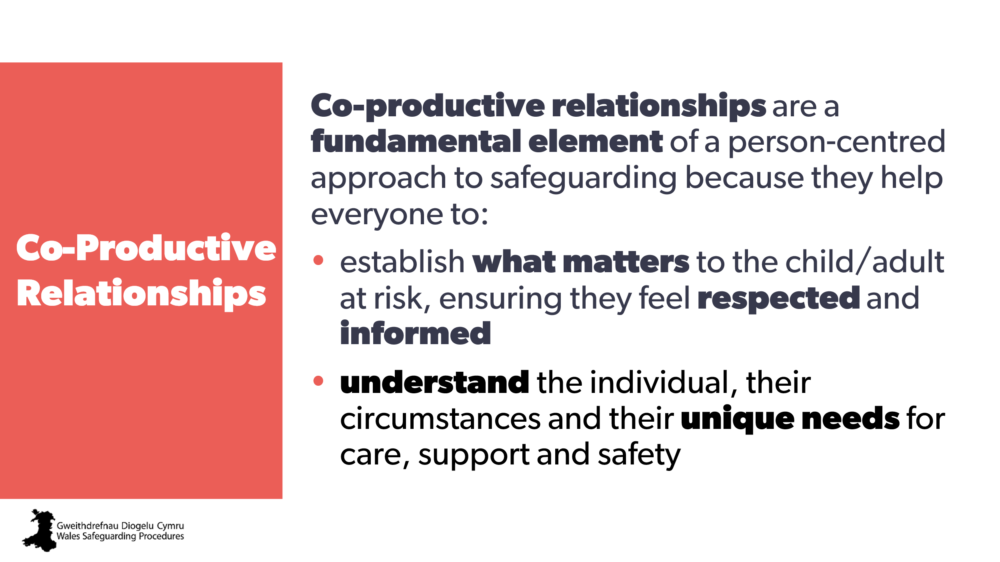 Co-Productive
Relationships
Co-productive relationships are a
fundamental element of a person-centred
approach to safeguarding because they help
everyone to:
• establish what matters to the child/adult
at risk, ensuring they feel respected and
informed
• understand the individual, their
circumstances and their unique needs for
care, support and safety
Gweithdrefnau Diogelu Cymru
Wales Safeguarding Procedures